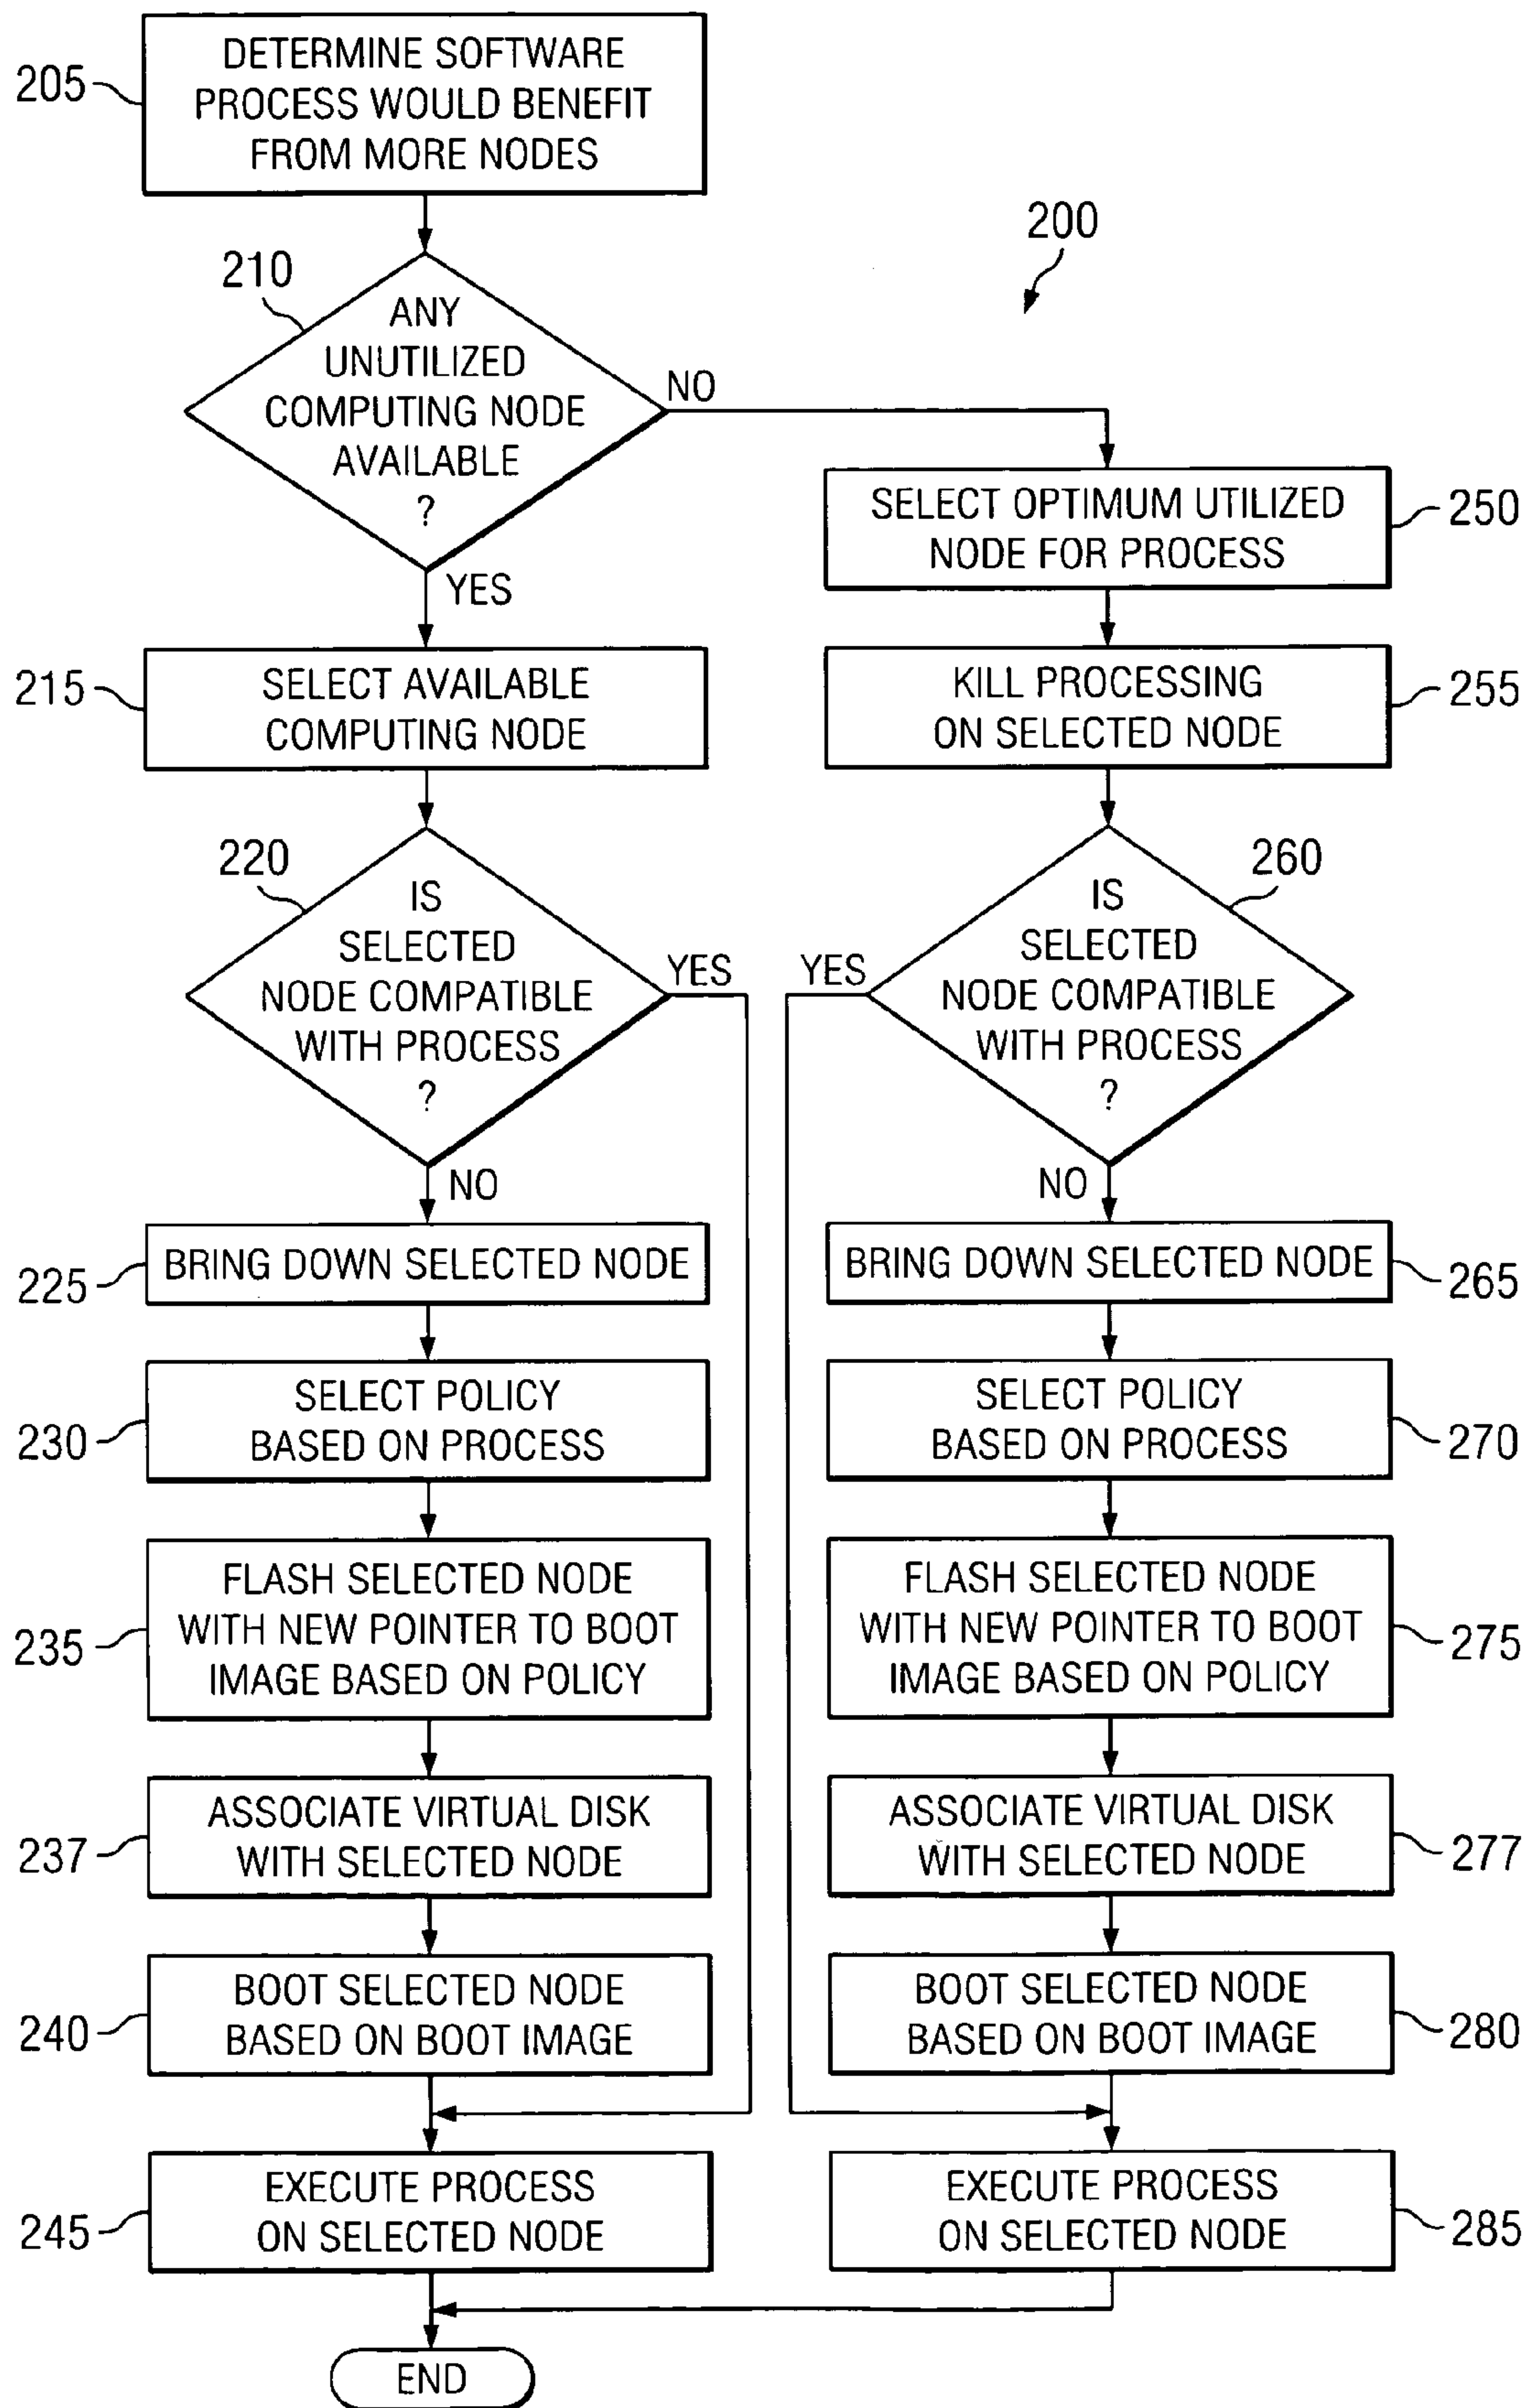 205
DETERMINE SOFTWARE
PROCESS WOULD BENEFIT
FROM MORE NODES
200
210
ANY
UNUTILIZED
COMPUTING NODE
AVAILABLE
?
NO
YES
215
SELECT AVAILABLE
COMPUTING NODE
220
IS
SELECTED
NODE COMPATIBLE
WITH PROCESS
?
YES
NO
225
BRING DOWN SELECTED NODE
230
SELECT POLICY
BASED ON PROCESS
235
FLASH SELECTED NODE
WITH NEW POINTER TO BOOT
IMAGE BASED ON POLICY
237
ASSOCIATE VIRTUAL DISK
WITH SELECTED NODE
240
BOOT SELECTED NODE
BASED ON BOOT IMAGE
245
EXECUTE PROCESS
ON SELECTED NODE
SELECT OPTIMUM UTILIZED
NODE FOR PROCESS
250
KILL PROCESSING
ON SELECTED NODE
255
260
IS
SELECTED
NODE COMPATIBLE
WITH PROCESS
?
YES
NO
BRING DOWN SELECTED NODE
265
SELECT POLICY
BASED ON PROCESS
270
FLASH SELECTED NODE
WITH NEW POINTER TO BOOT
IMAGE BASED ON POLICY
275
ASSOCIATE VIRTUAL DISK
WITH SELECTED NODE
277
BOOT SELECTED NODE
BASED ON BOOT IMAGE
280
EXECUTE PROCESS
ON SELECTED NODE
285
END